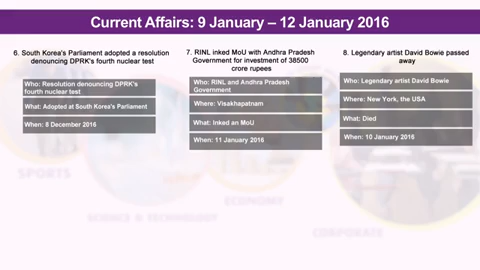 Current Affairs: 9 January – 12 January 2016
6. South Korea's Parliament adopted a resolution
denouncing DPRK's fourth nuclear test
Who: Resolution denouncing DPRK's
fourth nuclear test
What: Adopted at South Korea's Parliament
When: 8 December 2016
7. RINL inked MoU with Andhra Pradesh
Government for investment of 38500
crore rupees
Who: RINL and Andhra Pradesh
Government
Where: Visakhapatnam
What: Inked an MoU
When: 11 January 2016
8. Legendary artist David Bowie passed
away
Who: Legendary artist David Bowie
Where: New York, the USA
What; Died
When: 10 January 2016
SPORTS
SCIENCE & TECHNOLOGY
ECONOMY
CORPORATE